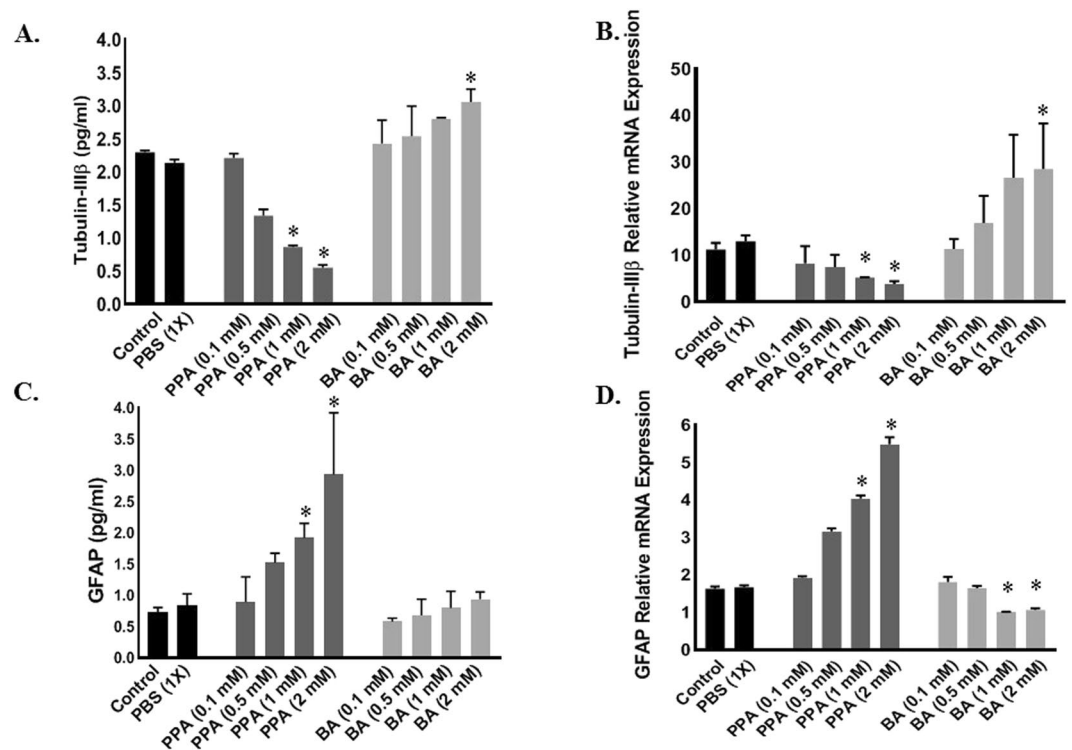 A.
Tubulin-IIIβ (pg/ml)
4.0
3.5
3.0
2.5
2.0
1.5
1.0
0.5
0.0
*
*
*
Control
PBS (1X)
PPA (0.1 mM)
PPA (0.5 mM)
PPA (1 mM)
PPA (2 mM)
BA (0.1 mM)
BA (0.5 mM)
BA (1 mM)
BA (2 mM)
B.
Tubulin-IIIβ Relative mRNA Expression
50
40
30
20
10
0
*
*
*
Control
PBS (1X)
PPA (0.1 mM)
PPA (0.5 mM)
PPA (1 mM)
PPA (2 mM)
BA (0.1 mM)
BA (0.5 mM)
BA (1 mM)
BA (2 mM)
C.
GFAP (pg/ml)
4.0
3.5
3.0
2.5
2.0
1.5
1.0
0.5
0.0
*
*
Control
PBS (1X)
PPA (0.1 mM)
PPA (0.5 mM)
PPA (1 mM)
PPA (2 mM)
BA (0.1 mM)
BA (0.5 mM)
BA (1 mM)
BA (2 mM)
D.
GFAP Relative mRNA Expression
6
5
4
3
2
1
0
*
*
*
*
Control
PBS (1X)
PPA (0.1 mM)
PPA (0.5 mM)
PPA (1 mM)
PPA (2 mM)
BA (0.1 mM)
BA (0.5 mM)
BA (1 mM)
BA (2 mM)